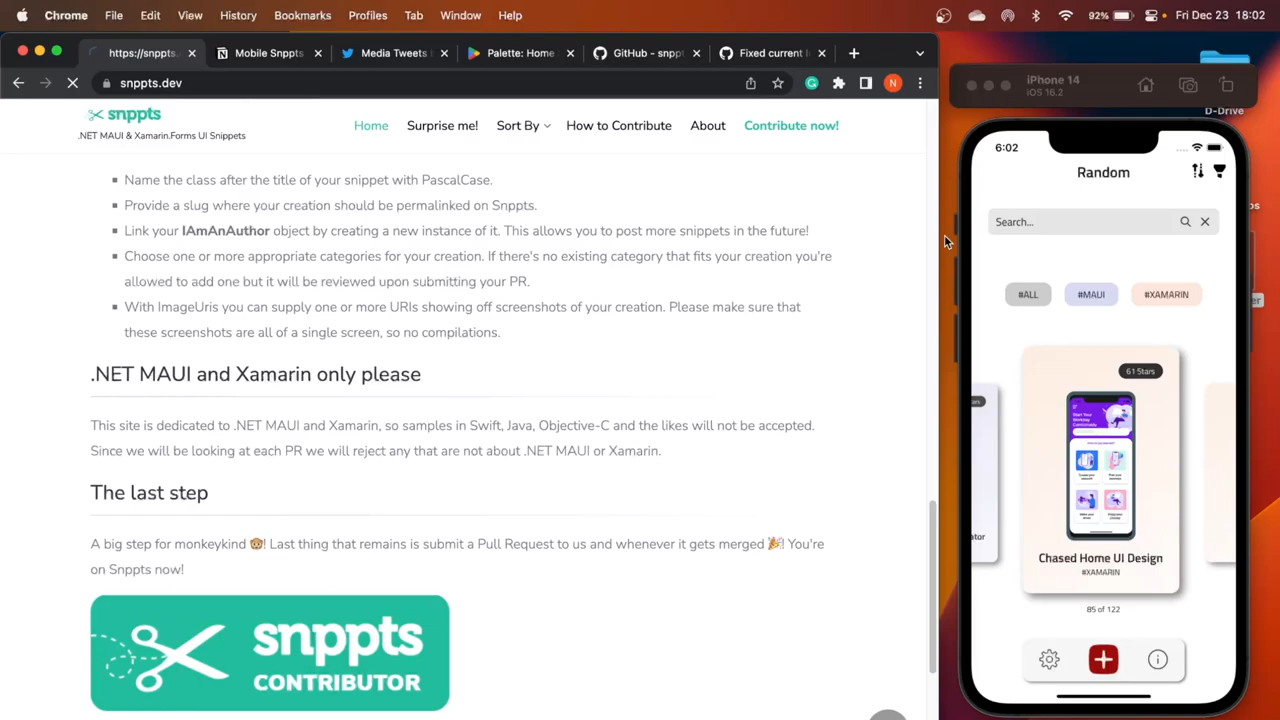 Chrome File Edit View History Bookmarks Profiles Tab Window Help 92% Fri Dec 23 18:02
https://snppts. Mobile Snppts Media Tweets Palette: Home GitHub - snppt Fixed current
snppts.dev N
snppts
.NET MAUI & Xamarin.Forms UI Snippets
Home Surprise me! Sort By How to Contribute About Contribute now!
Name the class after the title of your snippet with PascalCase.
Provide a slug where your creation should be permalinked on Snppts.
Link your IAmAnAuthor object by creating a new instance of it. This allows you to post more snippets in the future!
Choose one or more appropriate categories for your creation. If there's no existing category that fits your creation you're
allowed to add one but it will be reviewed upon submitting your PR.
With ImageUris you can supply one or more URIs showing off screenshots of your creation. Please make sure that
these screenshots are all of a single screen, so no compilations.
.NET MAUI and Xamarin only please
This site is dedicated to .NET MAUI and Xamarin, so samples in Swift, Java, Objective-C and the likes will not be accepted.
Since we will be looking at each PR we will reject any that are not about .NET MAUI or Xamarin.
The last step
A big step for monkeykind 🐵! Last thing that remains is submit a Pull Request to us and whenever it gets merged 🎉! You're
on Snppts now!
snppts
CONTRIBUTOR
iPhone 14
iOS 16.2
D-Drive
6:02
Random
Search...
#ALL #MAUI #XAMARIN
61 Stars
Start Your
Workday
Comfortably
Chased Home UI Design
#XAMARIN
85 of 122